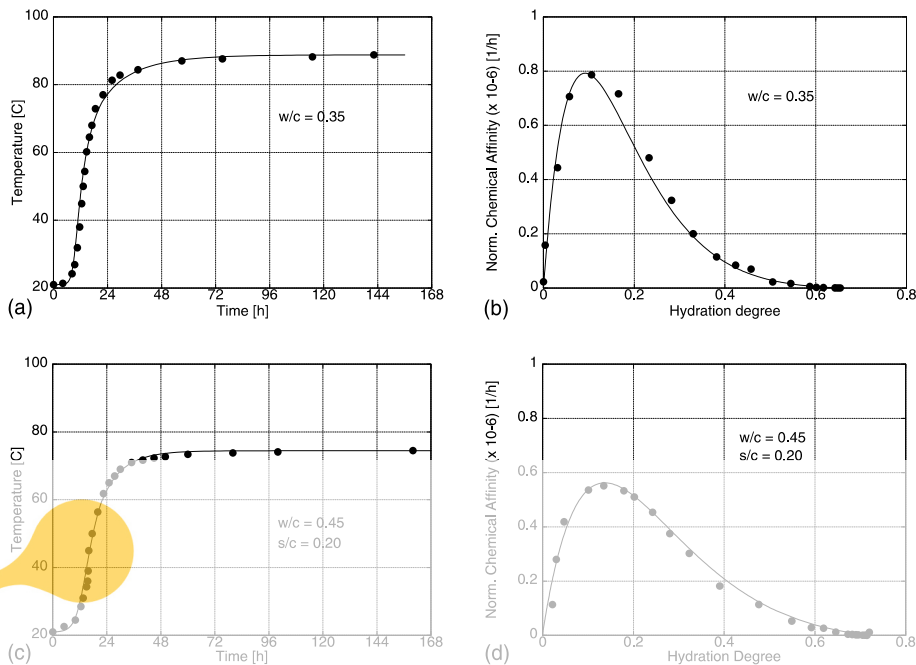 100
80
60
40
20
Temperature [C]
w/c = 0.35
0 24 48 72 96 120 144 168
Time [h]
(a)
1
0.8
0.6
0.4
0.2
0
Norm. Chemical Affinity (x 10-6) [1/h]
w/c = 0.35
0 0.2 0.4 0.6 0.8
Hydration degree
(b)
100
80
60
40
20
Temperature [C]
w/c = 0.45
s/c = 0.20
0 24 48 72 96 120 144 168
Time [h]
(c)
1
0.8
0.6
0.4
0.2
0
Norm. Chemical Affinity (x 10-6) [1/h]
w/c = 0.45
s/c = 0.20
0 0.2 0.4 0.6 0.8
Hydration Degree
(d)